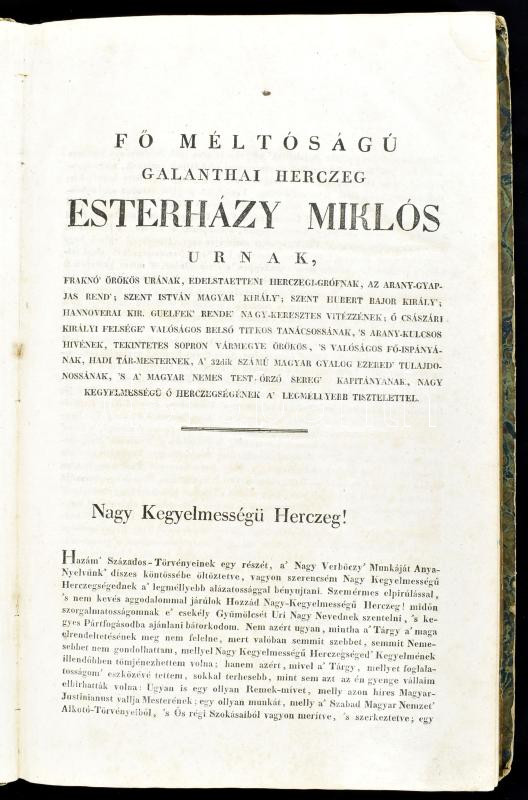 FŐ MÉLTÓSÁGÚ
GALANTHAI HERCZEG
ESTERHÁZY MIKLÓS
URNAK,
FRAKNÓ' ÖRÖKÖS URÁNAK, EDELSTAETTENI HERCZEGI-GRÓFNAK, AZ ARANY-GYAP-
JAS REND'; SZENT ISTVÁN MAGYAR KIRÁLY'; SZENT HUBERT BAJOR KIRÁLY';
HANNOVERAI KIR. GUELFEK' RENDE' NAGY-KERESZTES VITÉZZÉNEK; Ó CSÁSZÁRI
KIRÁLYI FELSÉGE' VALÓSÁGOS BELSŐ TITKOS TANÁCSOSSÁNAK, 'S ARANY-KULCSOS
HIVÉNEK, TEKINTETES SOPRON VÁRMEGYE ÖRÖKÖS, 'S VALÓSÁGOS FŐ-ISPÁNYÁ-
NAK, HADI TÁR-MESTERNEK, A' 32dik SZÁMÚ MAGYAR GYALOG EZERED' TULAJDO-
NOSSÁNAK, 'S A' MAGYAR NEMES TEST-ÓRZÓ SEREG' KAPITÁNYANAK, NAGY
KEGYELMESSÉGÜ Ó HERCZEGSÉGÉNEK A' LEGMÉLLYEBB TISZTELETTEL.
Nagy Kegyelmességü Herczeg!
Hazám' Százados-Törvényeinek egy részét, a' Nagy Verbőczy' Munkáját Anya-
Nyelvünk' díszes köntössébe öltöztetve, vagyon szerencsém Nagy Kegyelmességű
Herczegségednek a' legméllyebb alázatossággal bényujtani. Szemérmes elpirúlással,
's nem kevés aggodalommal járúlok Hozzád Nagy-Kegyelmességű Herczeg! midőn
szorgalmatosságomnak e' csekély Gyümölcsét Uri Nagy Nevednek szentelni, 's ke-
gyes Pártfogásodba ajánlani bátorkodom. Nem azért ugyan, mintha a' Tárgy a' maga
elrendeltetésének meg nem felelne, mert valóban semmit szebbet, semmit Neme-
sebbet nem gondolhattam, mellyel Nagy Kegyelmességű Herczegséged' Kegyelmének
illendőbben tömjénezhettem volna; hanem azért, mivel a' Tárgy, mellyet foglala-
tosságom' eszközévé tettem, sokkal terhesebb, mint sem azt az én gyenge vállaim
elbírhatták volna: Ugyan is egy ollyan Remek-mívet, melly azon híres Magyar-
Justinianust vallja Mesterének; egy ollyan munkát, melly a' Szabad Magyar Nemzet'
Alkotó-Törvényeiből, 's Ős régi Szokásaiból vagyon merítve, 's szerkeztetve; egy